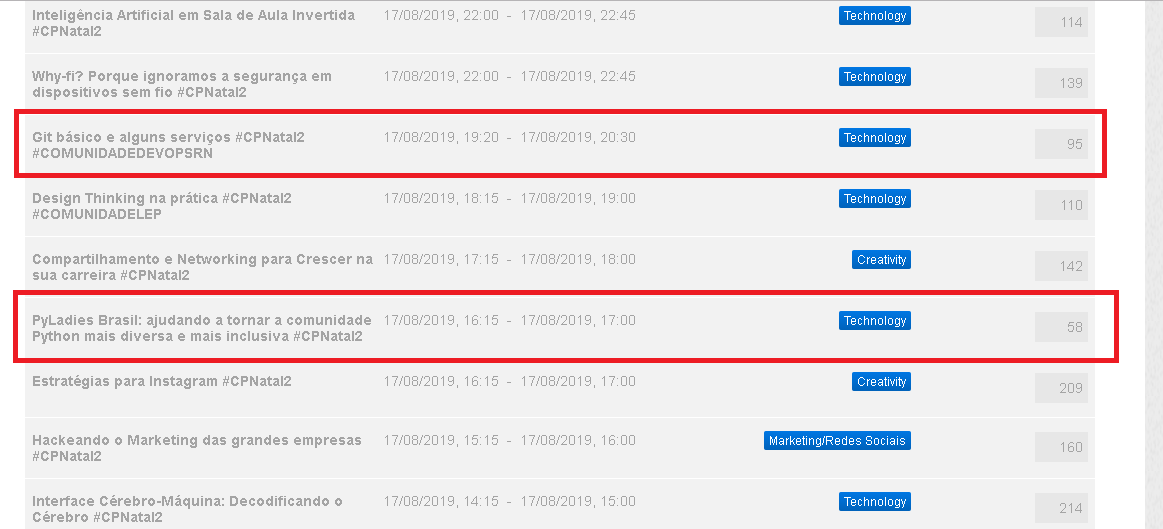 Inteligência Artificial em Sala de Aula Invertida 17/08/2019, 22:00 - 17/08/2019, 22:45 Technology 114
#CPNatal2
Why-fi? Porque ignoramos a segurança em 17/08/2019, 22:00 - 17/08/2019, 22:45 Technology 139
dispositivos sem fio #CPNatal2
Git básico e alguns serviços #CPNatal2 17/08/2019, 19:20 - 17/08/2019, 20:30 Technology 95
#COMUNIDADEDEVOPSRN
Design Thinking na prática #CPNatal2 17/08/2019, 18:15 - 17/08/2019, 19:00 Technology 110
#COMUNIDADELEP
Compartilhamento e Networking para Crescer na 17/08/2019, 17:15 - 17/08/2019, 18:00 Creativity 142
sua carreira #CPNatal2
PyLadies Brasil: ajudando a tornar a comunidade 17/08/2019, 16:15 - 17/08/2019, 17:00 Technology 58
Python mais diversa e mais inclusiva #CPNatal2
Estratégias para Instagram #CPNatal2 17/08/2019, 16:15 - 17/08/2019, 17:00 Creativity 209
Hackeando o Marketing das grandes empresas 17/08/2019, 15:15 - 17/08/2019, 16:00 Marketing/Redes Sociais 160
#CPNatal2
Interface Cérebro-Máquina: Decodificando o 17/08/2019, 14:15 - 17/08/2019, 15:00 Technology 214
Cérebro #CPNatal2